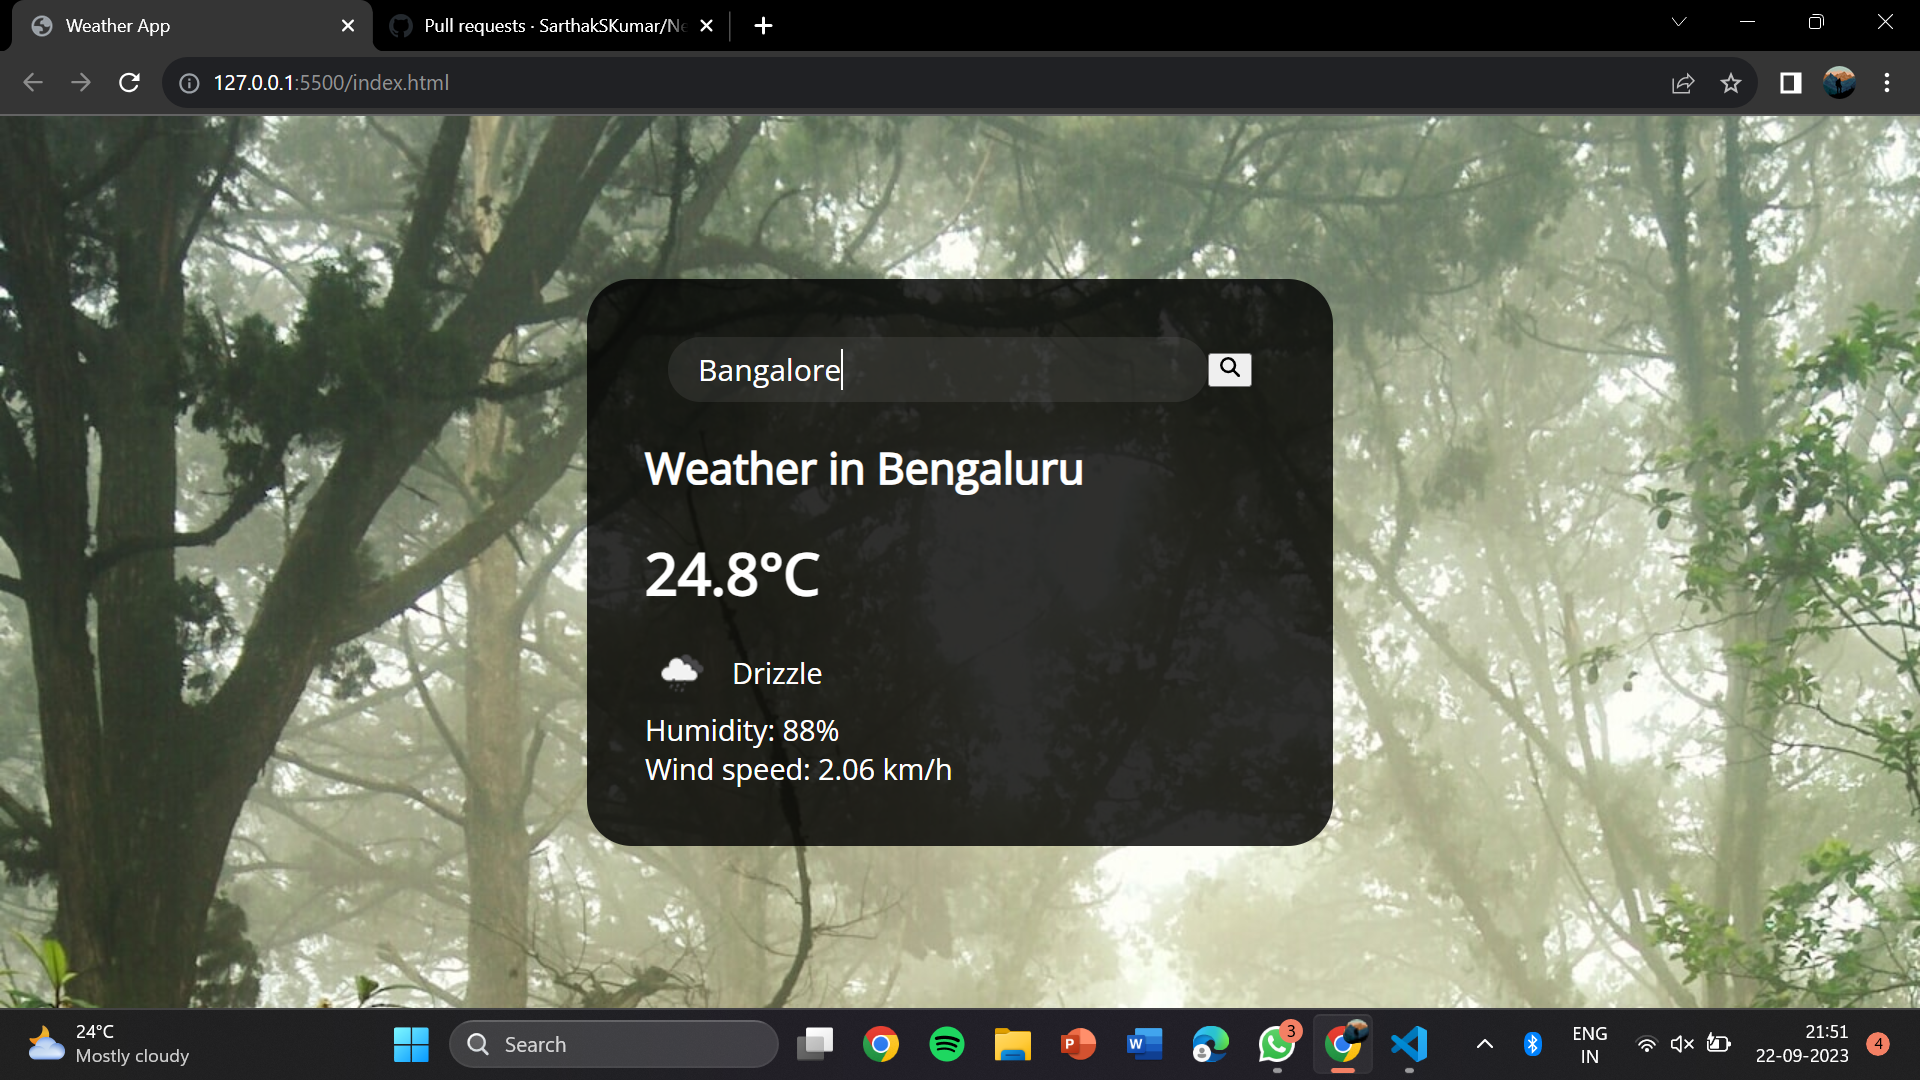 Weather App
Pull requests · SarthakSKumar/Ne
127.0.0.1:5500/index.html
Bangalore
Weather in Bengaluru
24.8°C
Drizzle
Humidity: 88%
Wind speed: 2.06 km/h
24°C
Mostly cloudy
Search
P
W
3
ENG
IN
21:51
22-09-2023
4